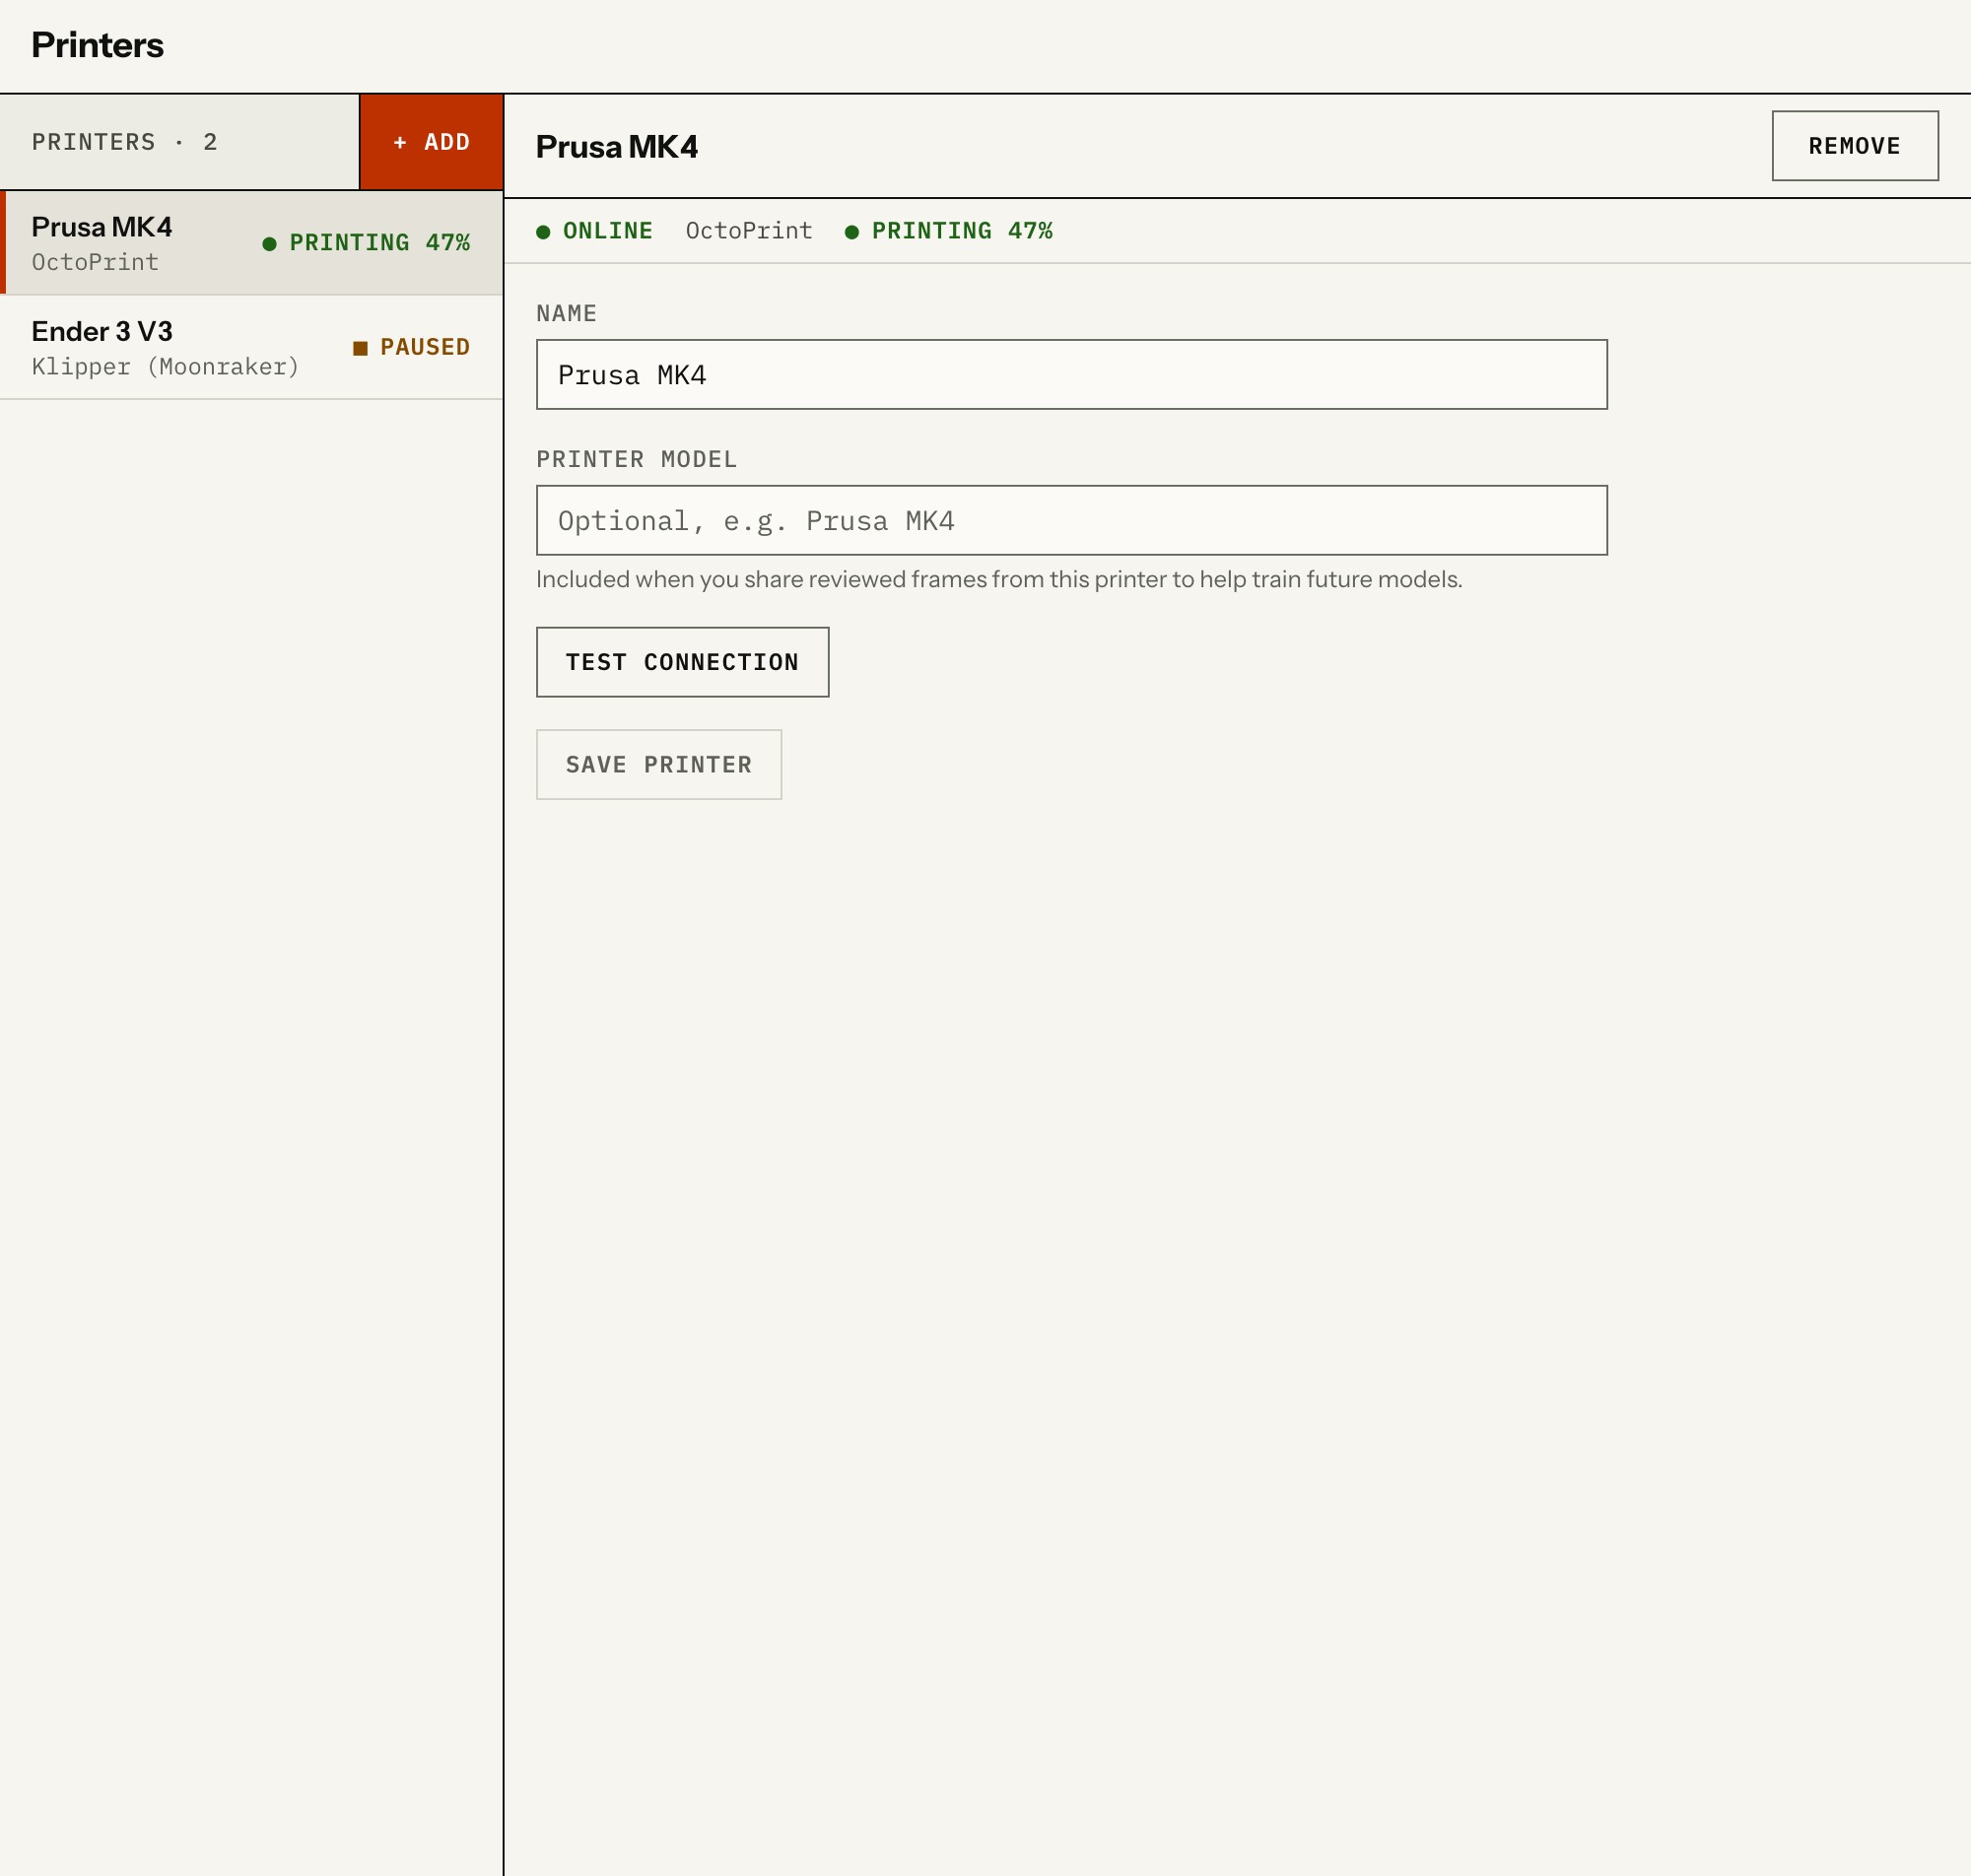 Printers
PRINTERS · 2
+ ADD
Prusa MK4
OctoPrint
PRINTING 47%
Ender 3 V3
Klipper (Moonraker)
PAUSED
Prusa MK4
REMOVE
ONLINE OctoPrint PRINTING 47%
NAME
Prusa MK4
PRINTER MODEL
Optional, e.g. Prusa MK4
Included when you share reviewed frames from this printer to help train future models.
TEST CONNECTION
SAVE PRINTER